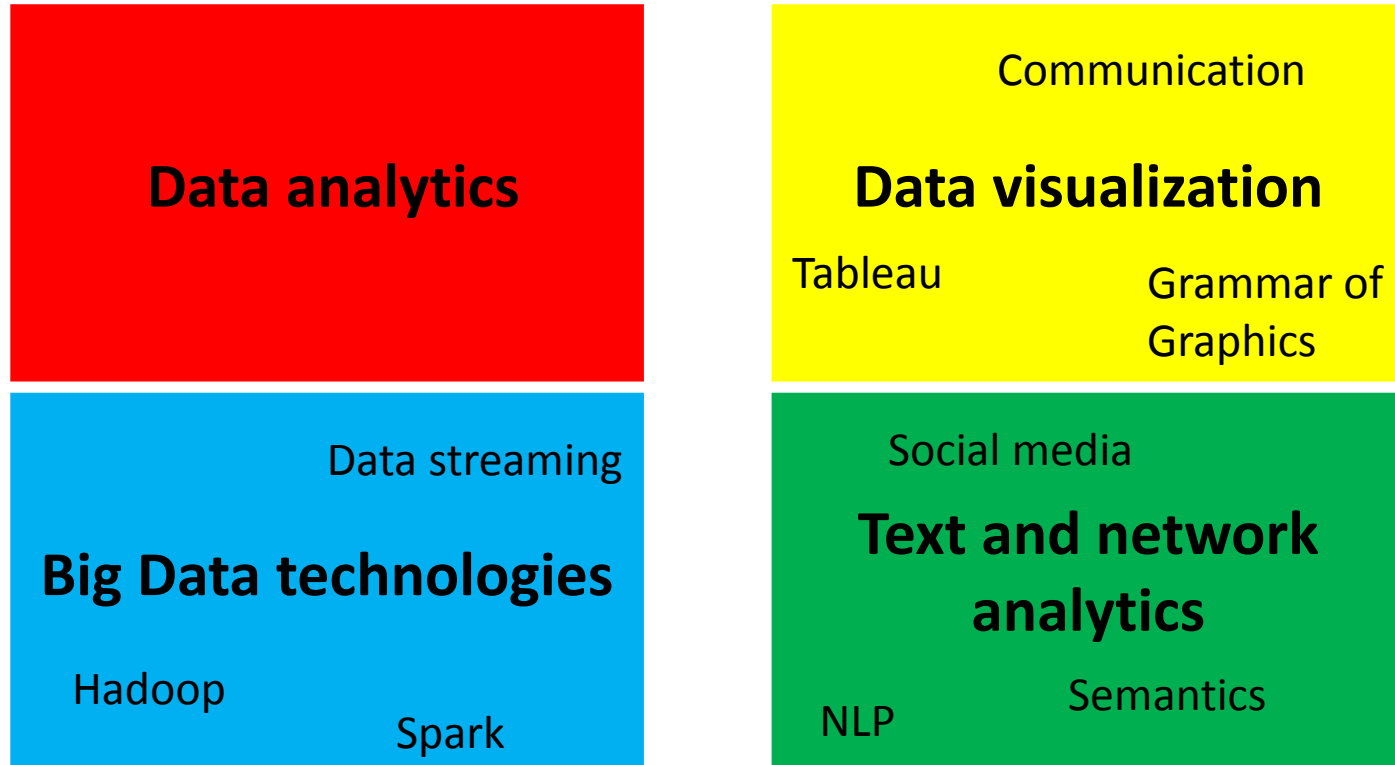 Data analytics
Communication
Data visualization
Tableau
Grammar of
Graphics
Data streaming
Big Data technologies
Hadoop
Spark
Social media
Text and network
analytics
Semantics
NLP